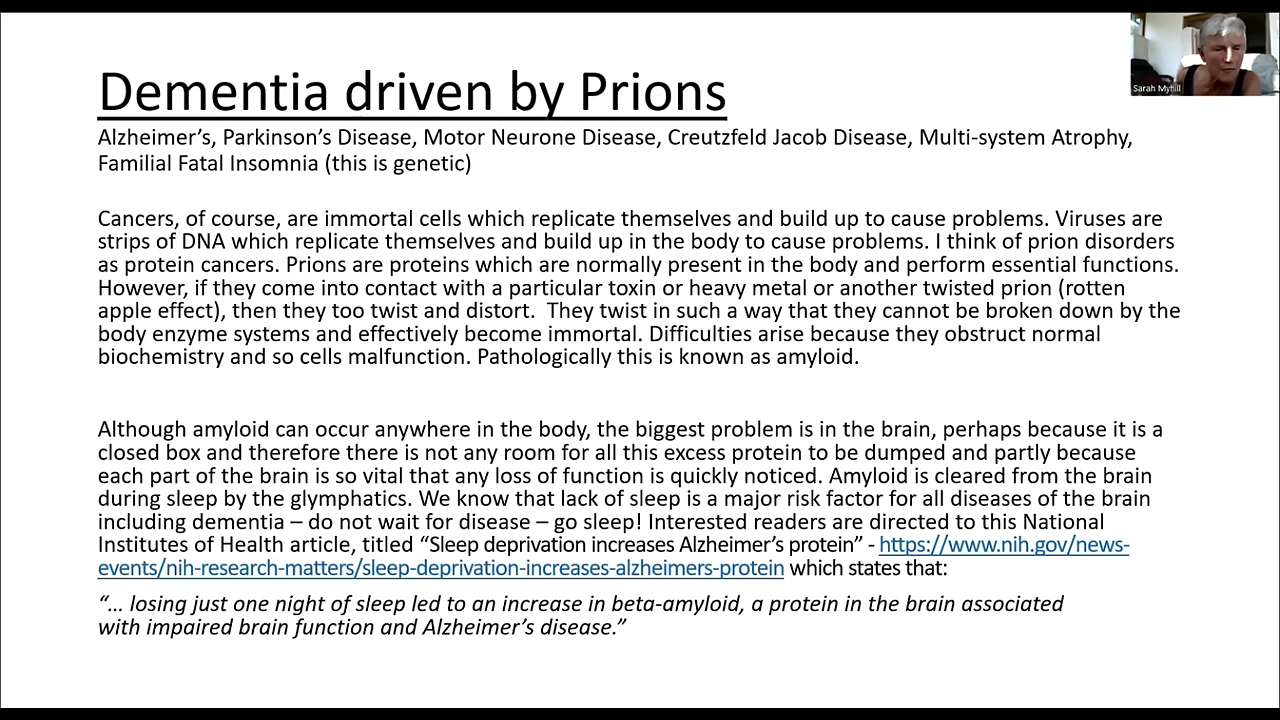 Dementia driven by Prions
Sarah Myhill
Alzheimer’s, Parkinson’s Disease, Motor Neurone Disease, Creutzfeld Jacob Disease, Multi-system Atrophy,
Familial Fatal Insomnia (this is genetic)
Cancers, of course, are immortal cells which replicate themselves and build up to cause problems. Viruses are
strips of DNA which replicate themselves and build up in the body to cause problems. I think of prion disorders
as protein cancers. Prions are proteins which are normally present in the body and perform essential functions.
However, if they come into contact with a particular toxin or heavy metal or another twisted prion (rotten
apple effect), then they too twist and distort.  They twist in such a way that they cannot be broken down by the
body enzyme systems and effectively become immortal. Difficulties arise because they obstruct normal
biochemistry and so cells malfunction. Pathologically this is known as amyloid.
Although amyloid can occur anywhere in the body, the biggest problem is in the brain, perhaps because it is a
closed box and therefore there is not any room for all this excess protein to be dumped and partly because
each part of the brain is so vital that any loss of function is quickly noticed. Amyloid is cleared from the brain
during sleep by the glymphatics. We know that lack of sleep is a major risk factor for all diseases of the brain
including dementia – do not wait for disease – go sleep! Interested readers are directed to this National
Institutes of Health article, titled “Sleep deprivation increases Alzheimer’s protein” - https://www.nih.gov/news-
events/nih-research-matters/sleep-deprivation-increases-alzheimers-protein which states that:
“… losing just one night of sleep led to an increase in beta-amyloid, a protein in the brain associated
with impaired brain function and Alzheimer’s disease.”